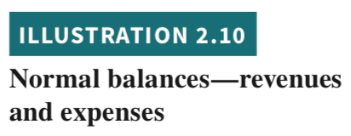 ILLUSTRATION 2.10
Normal balances—revenues
and expenses